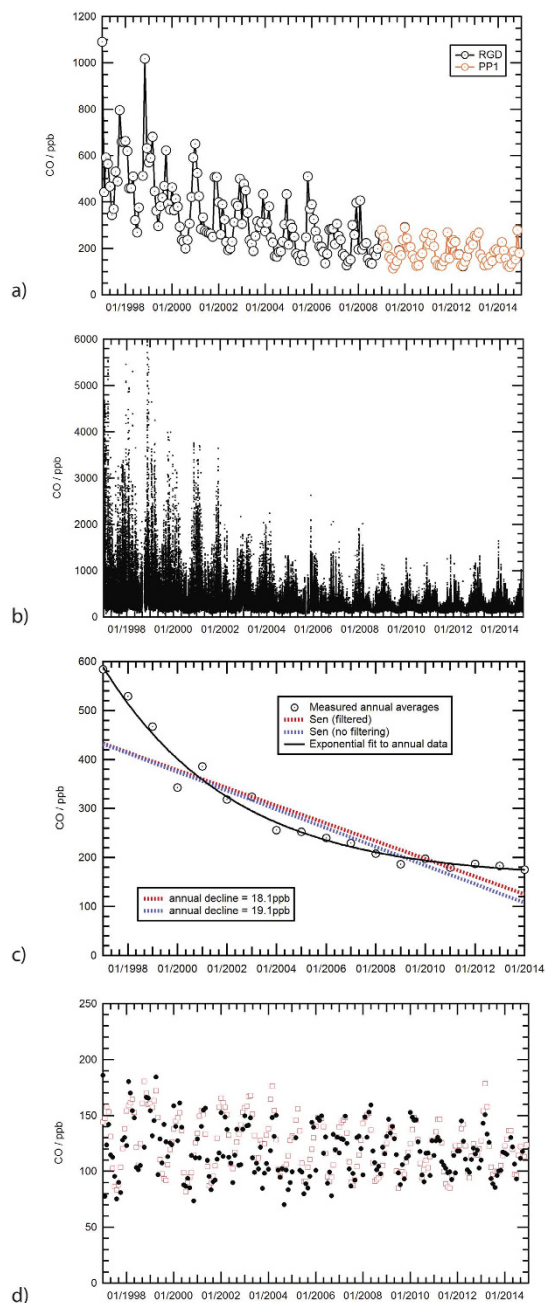 1200
1000
800
600
400
200
0
CO / ppb
RGD
PP1
01/1998 01/2000 01/2002 01/2004 01/2006 01/2008 01/2010 01/2012 01/2014
a)
6000
5000
4000
3000
2000
1000
0
CO / ppb
01/1998 01/2000 01/2002 01/2004 01/2006 01/2008 01/2010 01/2012 01/2014
b)
600
500
400
300
200
100
0
CO / ppb
Measured annual averages
Sen (filtered)
Sen (no filtering)
Exponential fit to annual data
annual decline = 18.1ppb
annual decline = 19.1ppb
01/1998 01/2000 01/2002 01/2004 01/2006 01/2008 01/2010 01/2012 01/2014
c)
250
200
150
100
50
0
CO / ppb
01/1998 01/2000 01/2002 01/2004 01/2006 01/2008 01/2010 01/2012 01/2014
d)